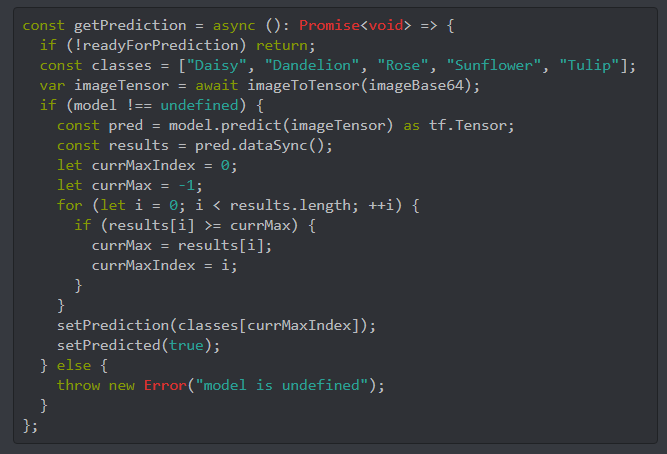 const getPrediction = async (): Promise<void> => {
  if (!readyForPrediction) return;
  const classes = ["Daisy", "Dandelion", "Rose", "Sunflower", "Tulip"];
  var imageTensor = await imageToTensor(imageBase64);
  if (model !== undefined) {
    const pred = model.predict(imageTensor) as tf.Tensor;
    const results = pred.dataSync();
    let currMaxIndex = 0;
    let currMax = -1;
    for (let i = 0; i < results.length; ++i) {
      if (results[i] >= currMax) {
        currMax = results[i];
        currMaxIndex = i;
      }
    }
    setPrediction(classes[currMaxIndex]);
    setPredicted(true);
  } else {
    throw new Error("model is undefined");
  }
};